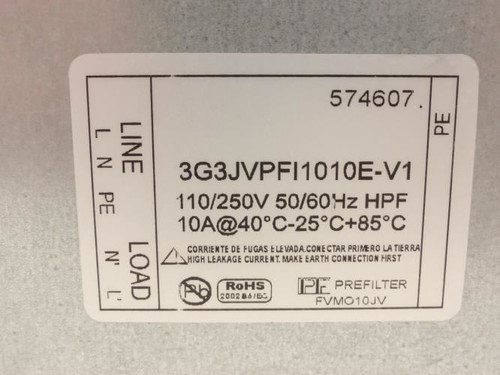 574607.
PE
LINE
L N PE
LOAD
N' L'
3G3JVPFI1010E-V1
110/250V 50/60Hz HPF
10A@40°C-25°C+85°C
CORRIENTE DE FUGAS ELEVADA.CONECTAR PRIMERO LA TIERRA
HIGH LEAKAGE CURRENT. MAKE EARTH CONNECTION FIRST
Pb
RoHS
2002/95/EC
PF PREFILTER
FVMO10JV